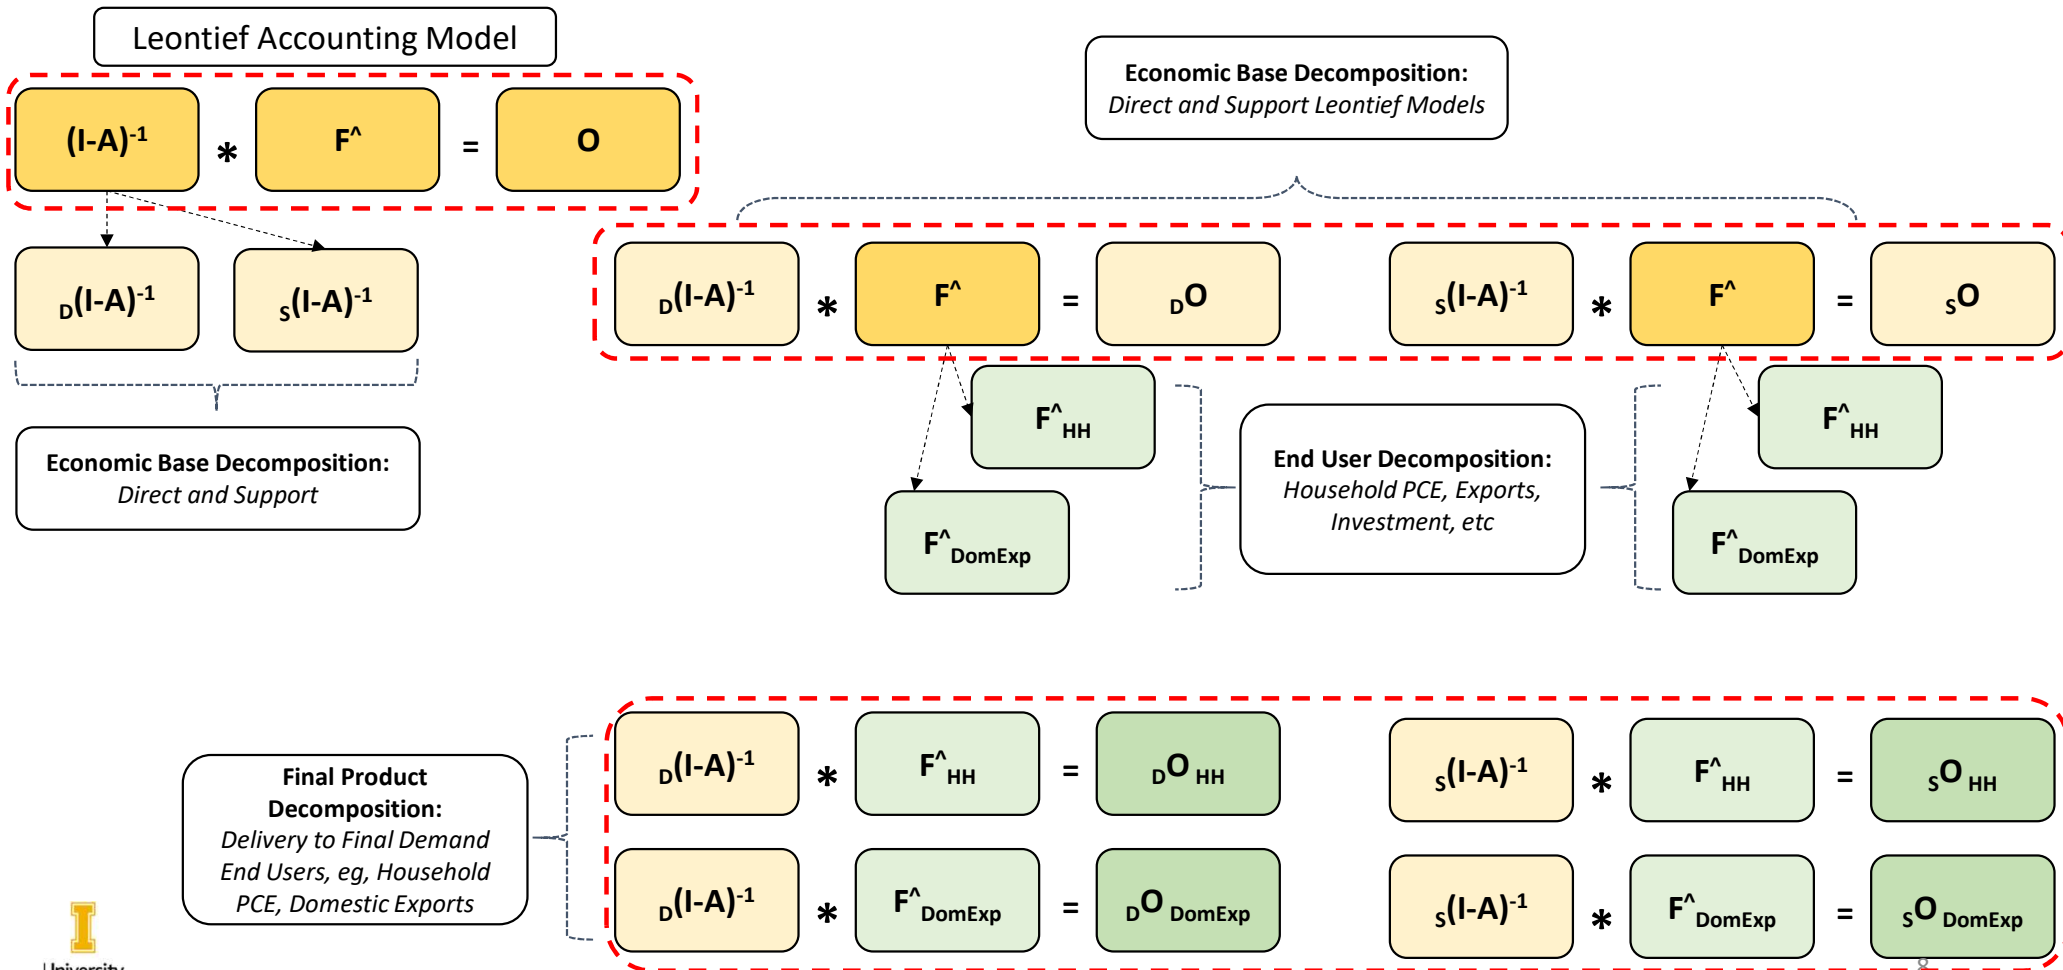 Leontief Accounting Model
(I-A)-1 * F^ = O
D(I-A)-1
S(I-A)-1
Economic Base Decomposition:
Direct and Support
Economic Base Decomposition:
Direct and Support Leontief Models
D(I-A)-1 * F^ = DO
S(I-A)-1 * F^ = SO
F^HH
F^DomExp
End User Decomposition:
Household PCE, Exports,
Investment, etc
F^HH
F^DomExp
Final Product
Decomposition:
Delivery to Final Demand
End Users, eg, Household
PCE, Domestic Exports
D(I-A)-1 * F^HH = DO HH
S(I-A)-1 * F^HH = SO HH
D(I-A)-1 * F^DomExp = DO DomExp
S(I-A)-1 * F^DomExp = SO DomExp
I
University
8